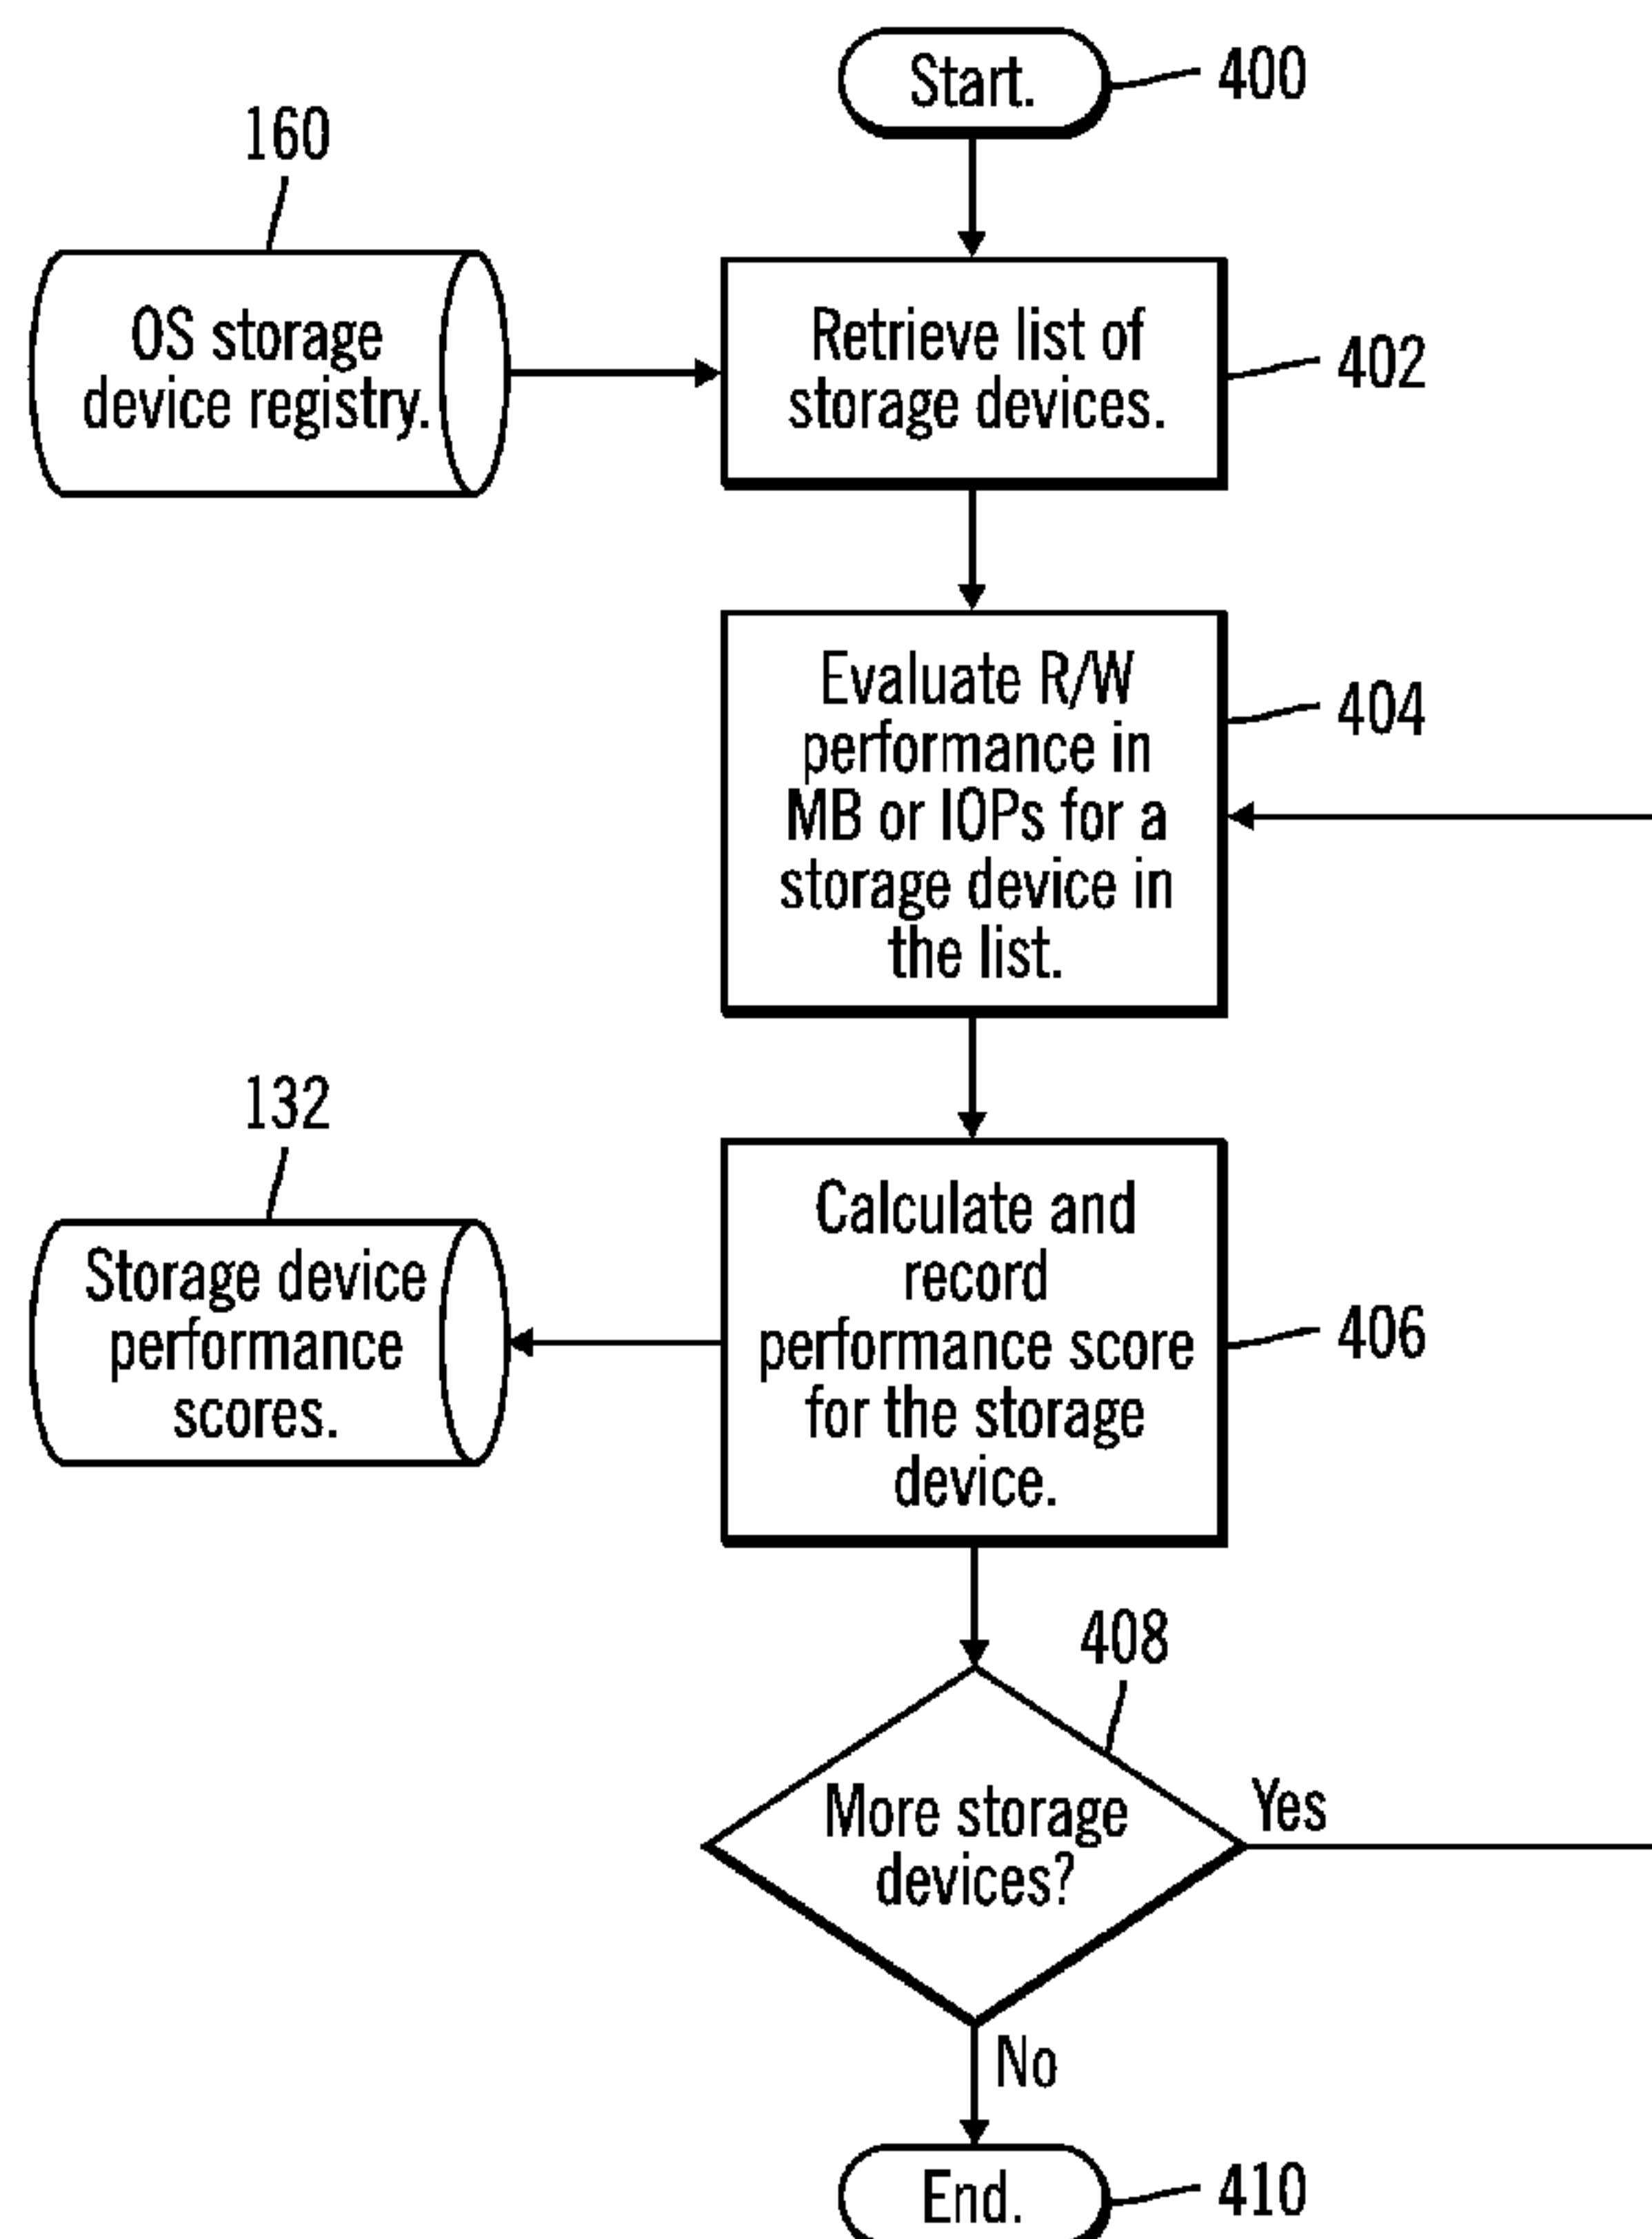 Start.
400
160
OS storage
device registry.
Retrieve list of
storage devices.
402
Evaluate R/W
performance in
MB or IOPs for a
storage device in
the list.
404
132
Storage device
performance
scores.
Calculate and
record
performance score
for the storage
device.
406
408
More storage
devices?
Yes
No
End.
410